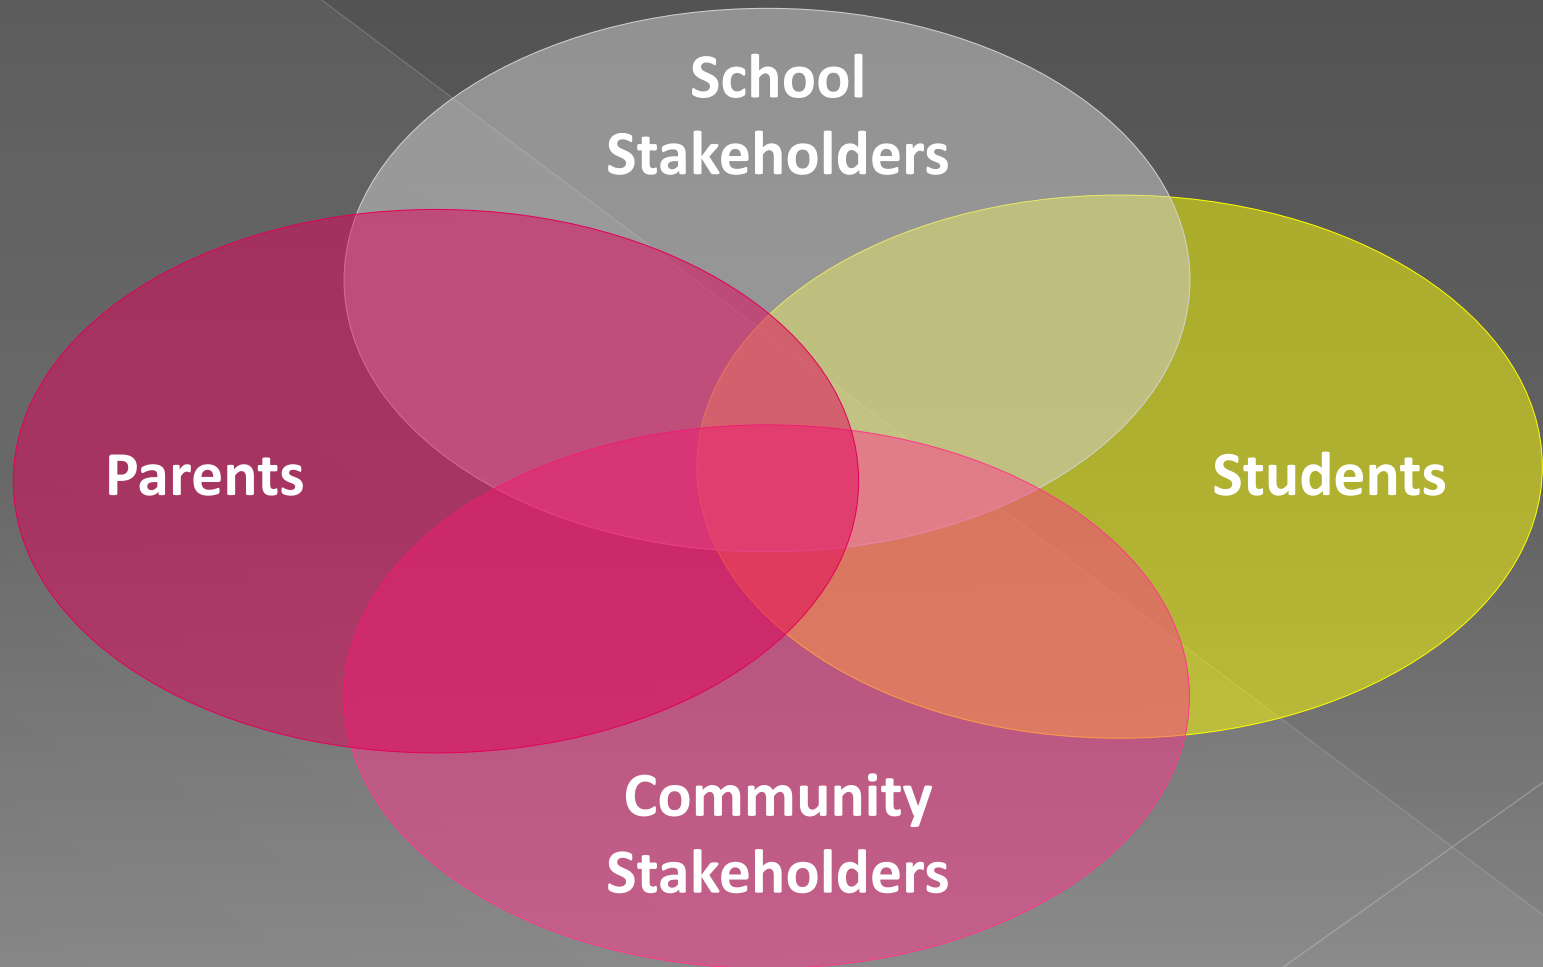 School
Stakeholders
Parents
Students
Community
Stakeholders